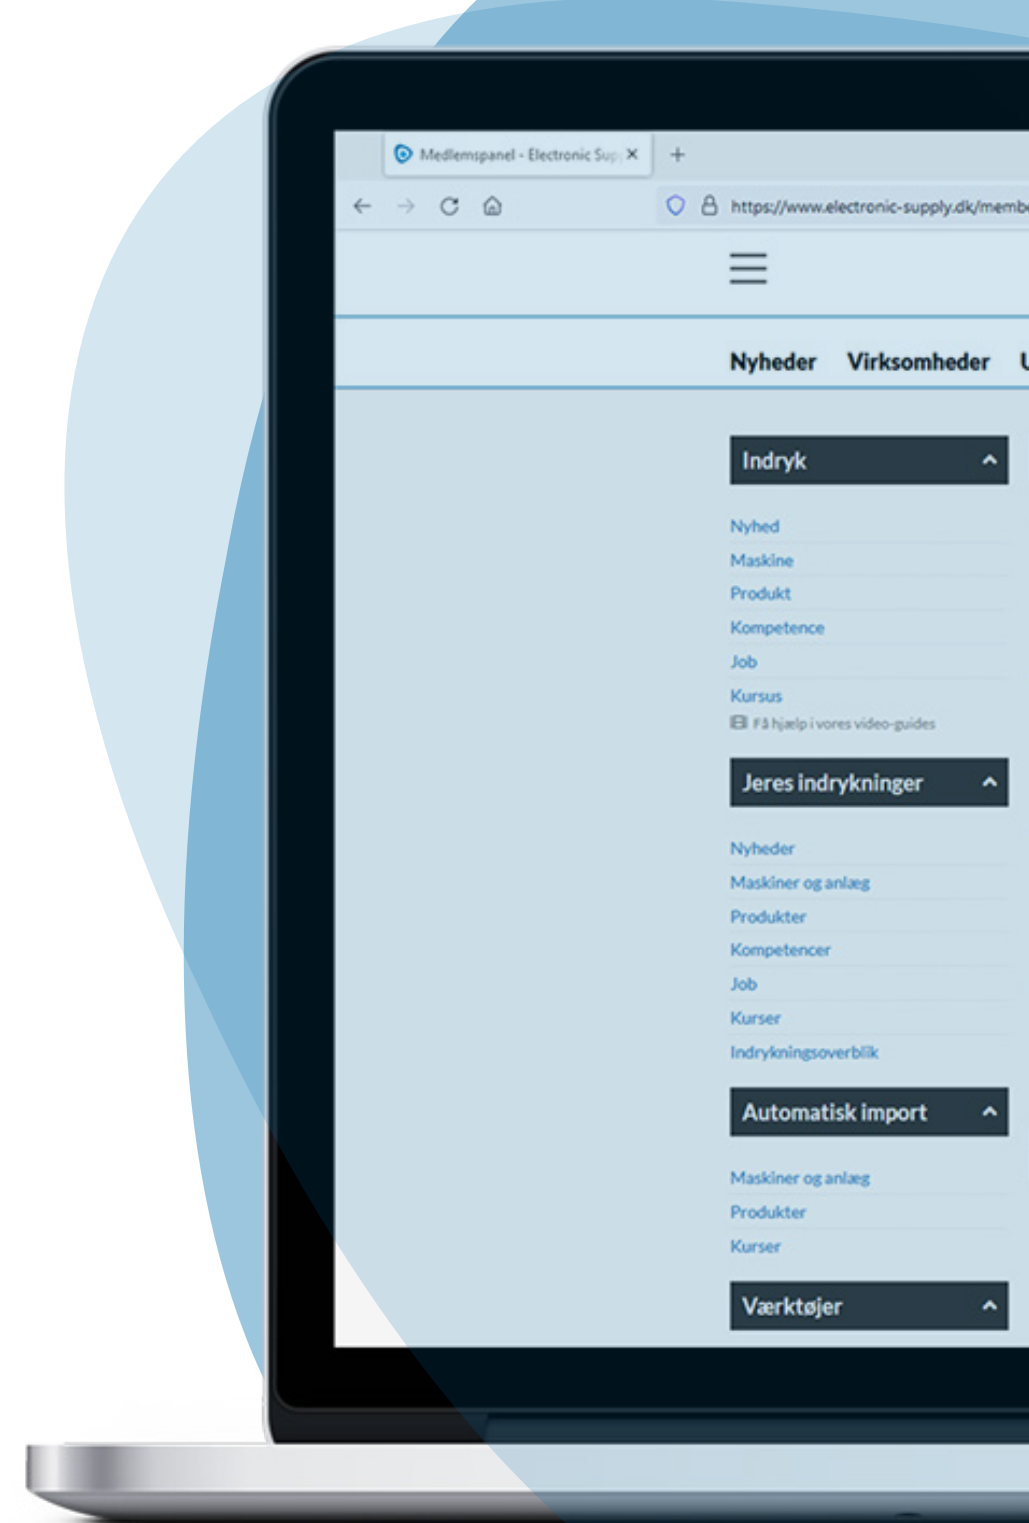 Medlemspanel - Electronic Sup
https://www.electronic-supply.dk/membe
Nyheder Virksomheder
Indryk
Nyhed
Maskine
Produkt
Kompetence
Job
Kursus
Få hjælp i vores video-guides
Jeres indrykninger
Nyheder
Maskiner og anlæg
Produkter
Kompetencer
Job
Kurser
Indrykningsoverblik
Automatisk import
Maskiner og anlæg
Produkter
Kurser
Værktøjer